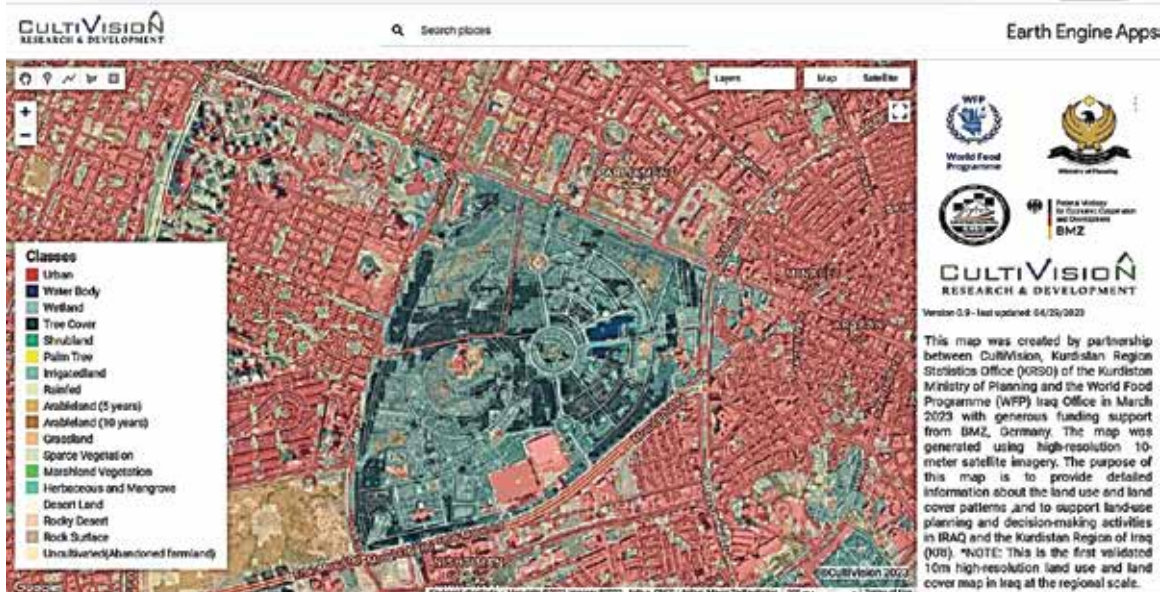 CULTIVISION
RESEARCH & DEVELOPMENT
Search places
Earth Engine Apps
Layers
Map
Satellite
+
−
WFP
World Food
Programme
Ministry of Planning
Federal Ministry
for Economic Cooperation
and Development
BMZ
CULTIVISION
RESEARCH & DEVELOPMENT
Classes
Urban
Water Body
Wetland
Tree Cover
Shrubland
Palm Tree
Irrigatedland
Rainfed
Arableland (5 years)
Arableland (10 years)
Grassland
Sparce Vegetation
Marshland Vegetation
Herbaceous and Mangrove
Desert Land
Rocky Desert
Rock Surface
Uncultivated(Abandoned farmland)
Google
©CultiVision 2023
Version 0.9 - last updated: 04/29/2023
This map was created by partnership
between CultiVision, Kurdistan Region
Statistics Office (KRSO) of the Kurdistan
Ministry of Planning and the World Food
Programme (WFP) Iraq Office in March
2023 with generous funding support
from BMZ, Germany. The map was
generated using high-resolution 10-
meter satellite imagery. The purpose of
this map is to provide detailed
information about the land use and land
cover patterns ,and to support land-use
planning and decision-making activities
in IRAQ and the Kurdistan Region of Iraq
(KRI). *NOTE: This is the first validated
10m high-resolution land use and land
cover map in Iraq at the regional scale.